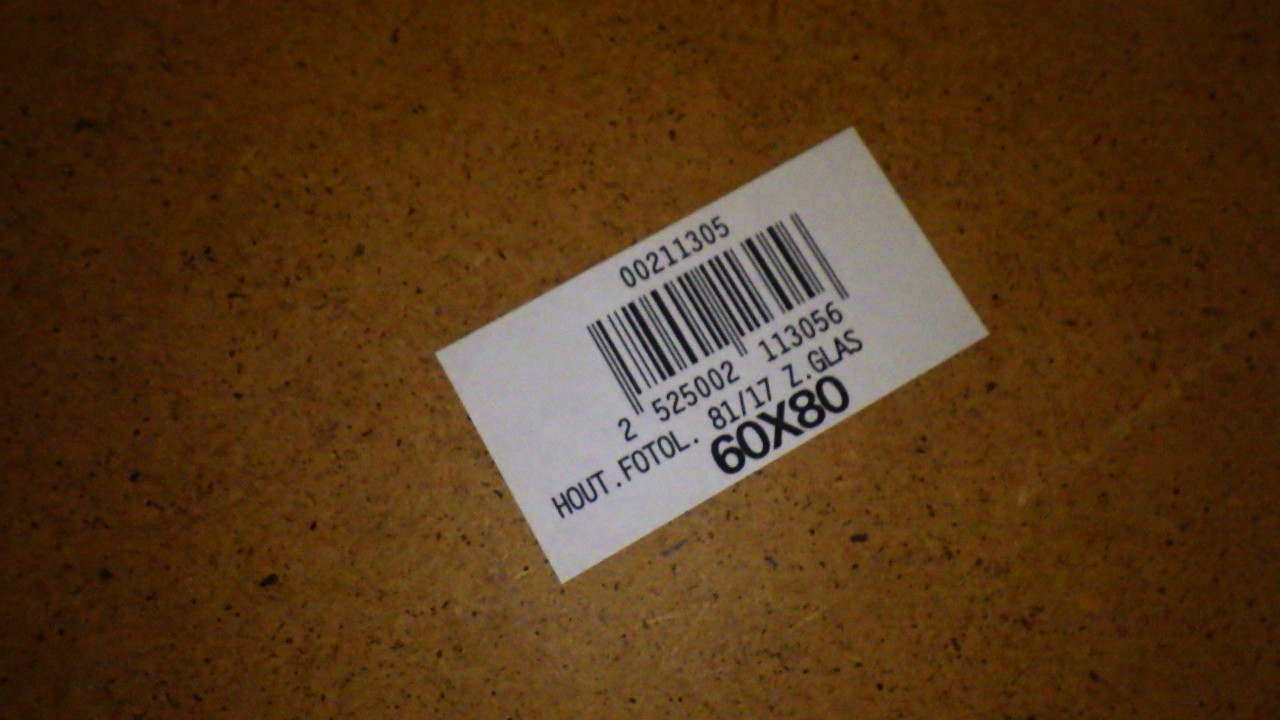 00211305
2 525002 113056
HOUT.FOTOL. 81/17 Z.GLAS
60X80